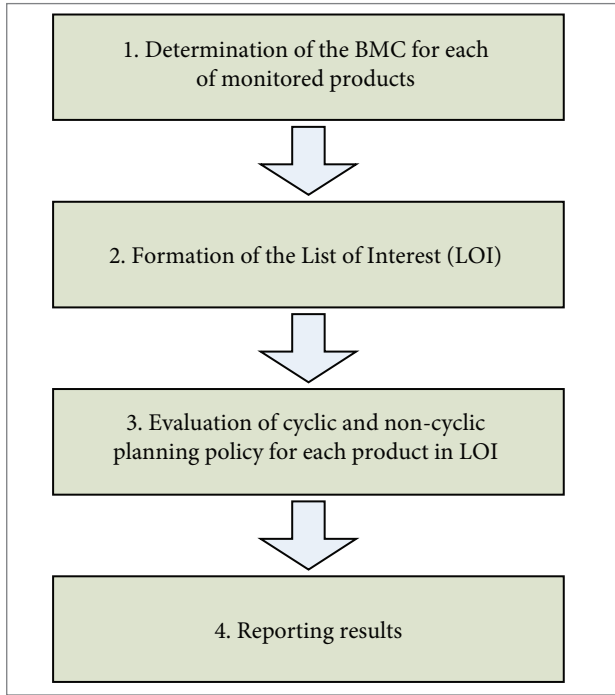 1. Determination of the BMC for each
of monitored products
2. Formation of the List of Interest (LOI)
3. Evaluation of cyclic and non-cyclic
planning policy for each product in LOI
4. Reporting results